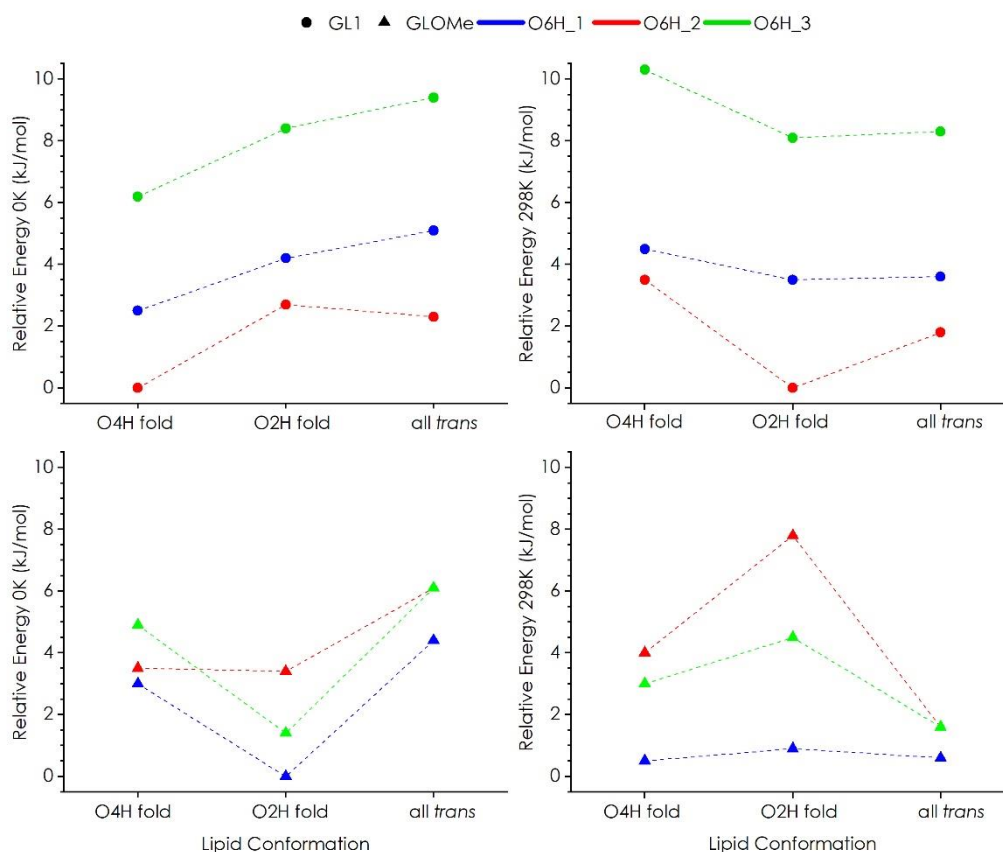 GL1 GLOMe O6H_1 O6H_2 O6H_3
Relative Energy 0K (kJ/mol)
10
8
6
4
2
0
O4H fold O2H fold all trans
Relative Energy 298K (kJ/mol)
10
8
6
4
2
0
O4H fold O2H fold all trans
Relative Energy 0K (kJ/mol)
10
8
6
4
2
0
O4H fold O2H fold all trans
Lipid Conformation
Relative Energy 298K (kJ/mol)
10
8
6
4
2
0
O4H fold O2H fold all trans
Lipid Conformation